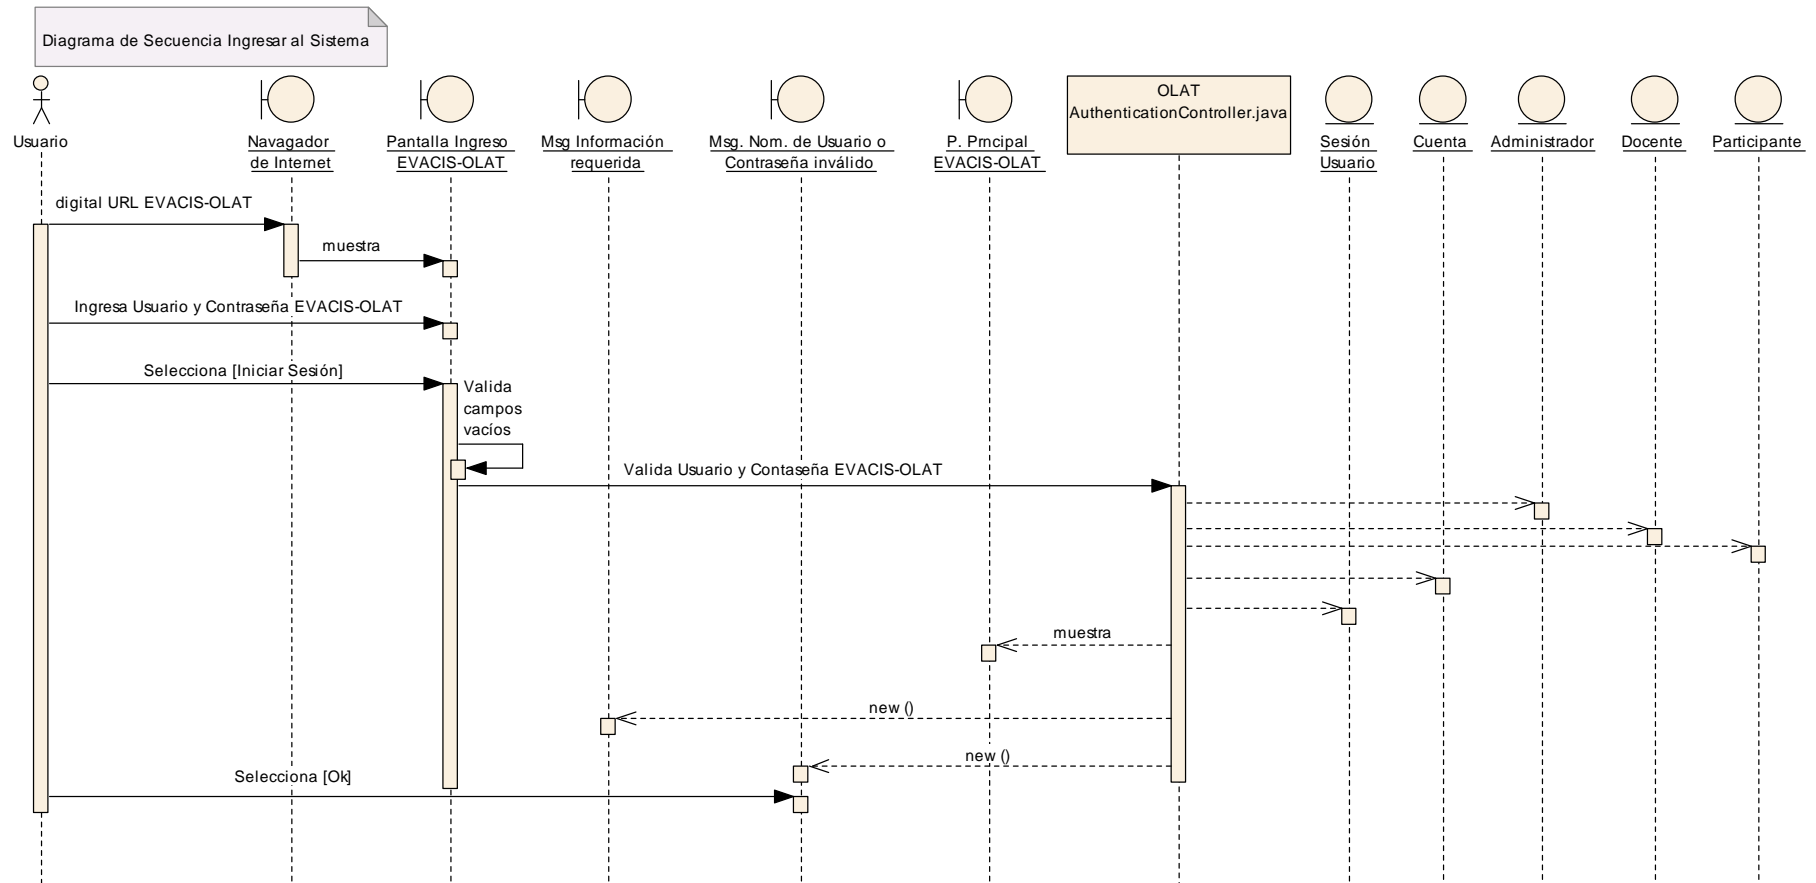 Diagrama de Secuencia Ingresar al Sistema
Usuario
Navagador
de Internet
Pantalla Ingreso
EVACIS-OLAT
Msg Información
requerida
Msg. Nom. de Usuario o
Contraseña inválido
P. Prncipal
EVACIS-OLAT
OLAT
AuthenticationController.java
Sesión
Usuario
Cuenta
Administrador
Docente
Participante
digital URL EVACIS-OLAT
muestra
Ingresa Usuario y Contraseña EVACIS-OLAT
Selecciona [Iniciar Sesión]
Valida
campos
vacíos
Valida Usuario y Contaseña EVACIS-OLAT
muestra
new ()
new ()
Selecciona [Ok]